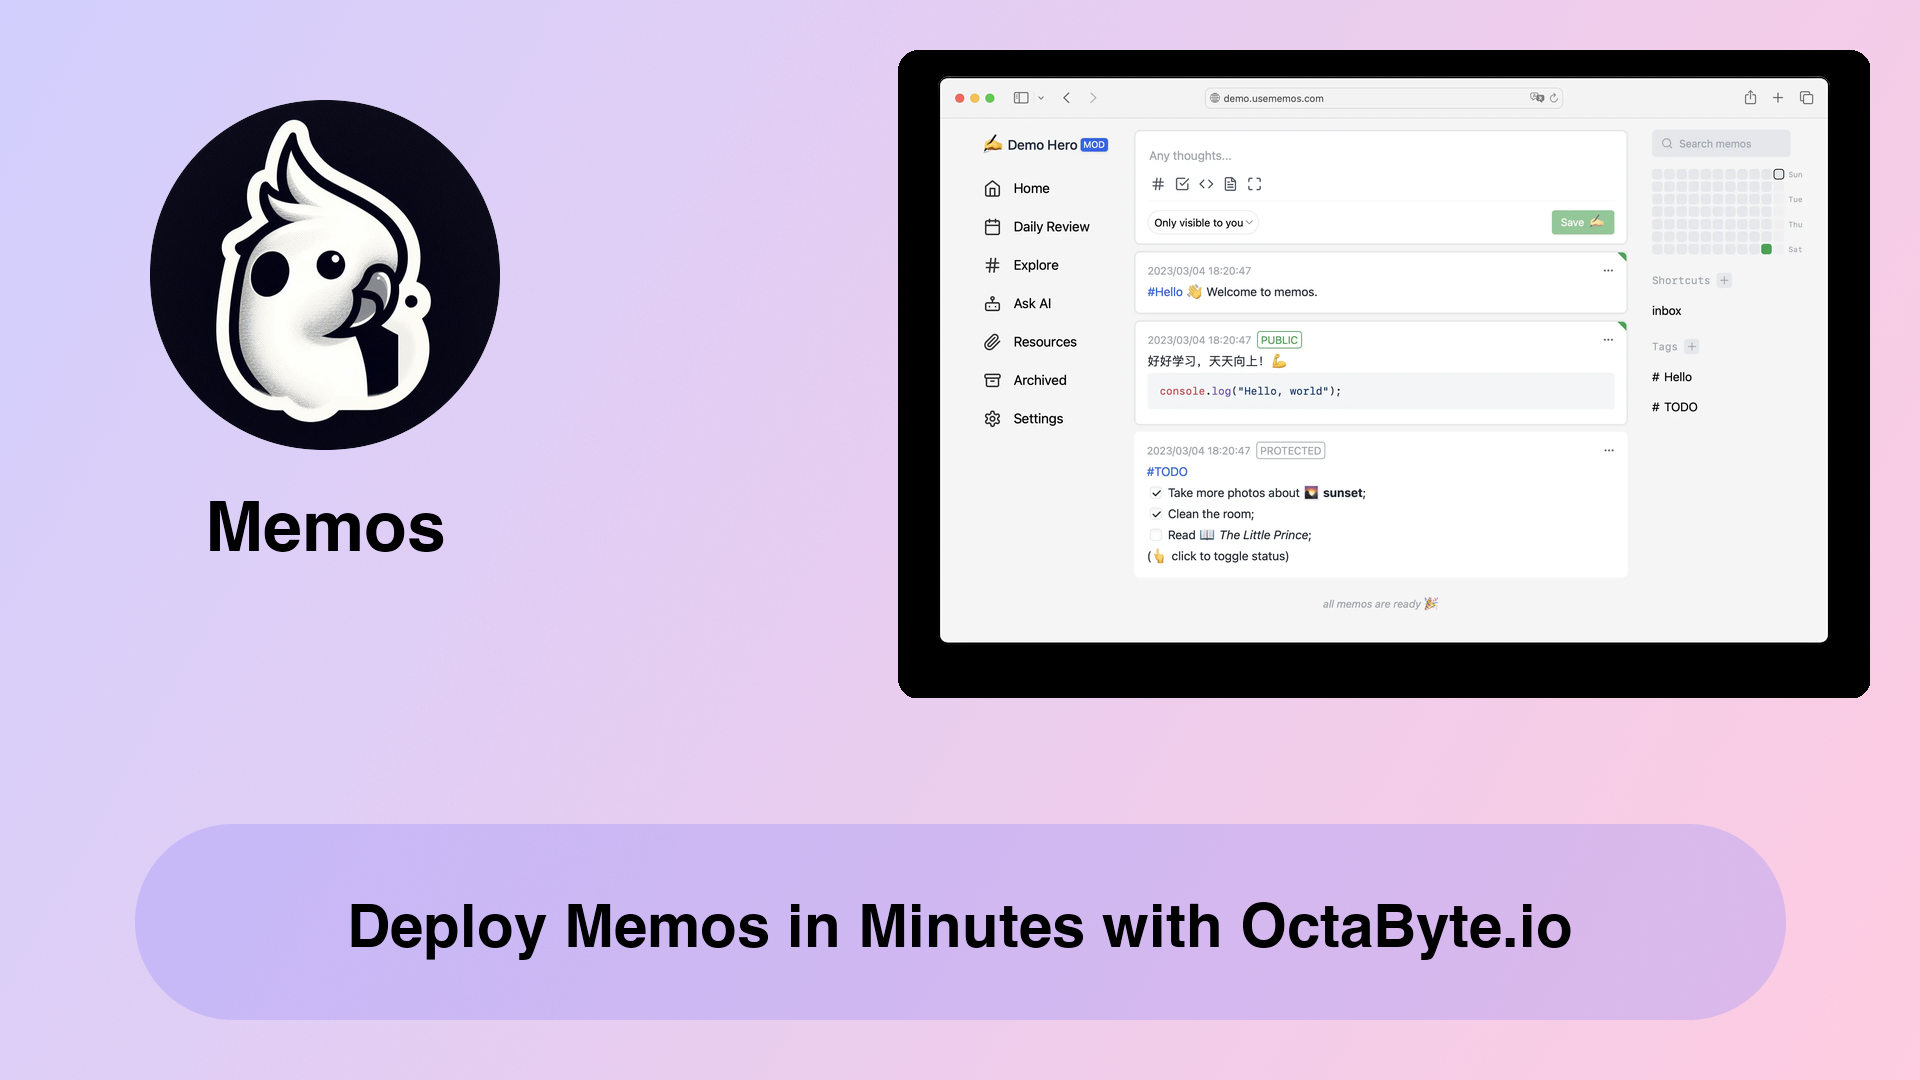 Memos
demo.usememos.com
✍️ Demo Hero MOD
Home
Daily Review
Explore
Ask AI
Resources
Archived
Settings
Any thoughts...
Only visible to you
Save ✍️
2023/03/04 18:20:47
#Hello 👋 Welcome to memos.
2023/03/04 18:20:47 PUBLIC
好好学习，天天向上！💪
console.log("Hello, world");
2023/03/04 18:20:47 PROTECTED
#TODO
Take more photos about 🌄 sunset;
Clean the room;
Read 📖 The Little Prince;
(👆 click to toggle status)
all memos are ready 🎉
Search memos
Sun
Tue
Thu
Sat
Shortcuts +
inbox
Tags +
# Hello
# TODO
Deploy Memos in Minutes with OctaByte.io